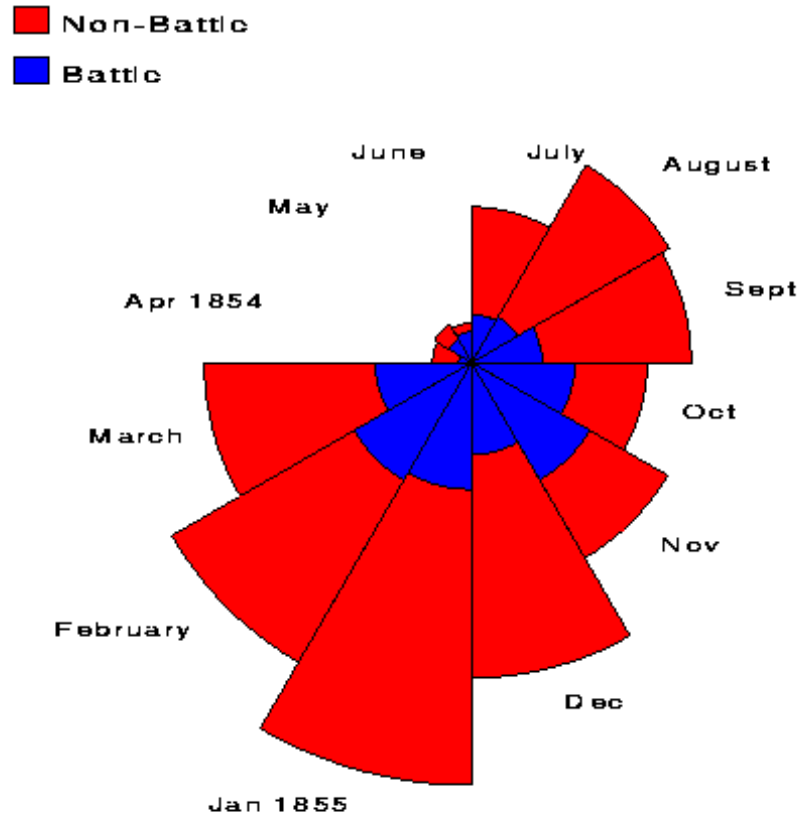 Non-Battle
Battle
June
July
August
May
Apr 1854
Sept
March
Oct
Nov
February
Dec
Jan 1855